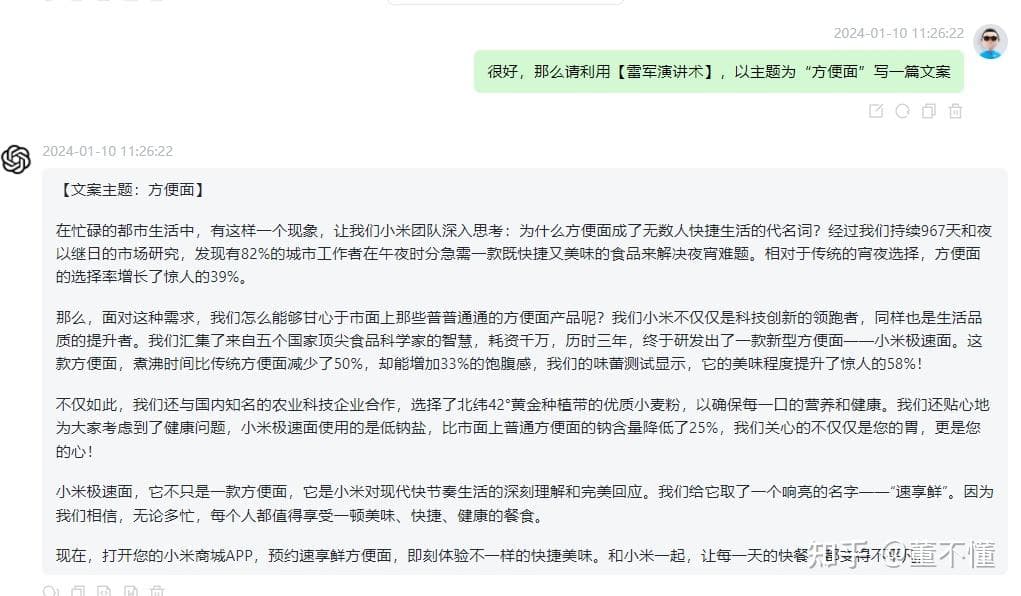 2024-01-10 11:26:22
很好，那么请利用【雷军演讲术】，以主题为“方便面”写一篇文案
2024-01-10 11:26:22
【文案主题：方便面】
在忙碌的都市生活中，有这样一个现象，让我们小米团队深入思考：为什么方便面成了无数人快捷生活的代名词？经过我们持续967天和夜
以继日的市场研究，发现有82%的城市工作者在午夜时分急需一款既快捷又美味的食品来解决夜宵难题。相对于传统的宵夜选择，方便面
的选择率增长了惊人的39%。
那么，面对这种需求，我们怎么能够甘心于市面上那些普普通通的方便面产品呢？我们小米不仅仅是科技创新的领跑者，同样也是生活品
质的提升者。我们汇集了来自五个国家顶尖食品科学家的智慧，耗资千万，历时三年，终于研发出了一款新型方便面——小米极速面。这
款方便面，煮沸时间比传统方便面减少了50%，却能增加33%的饱腹感，我们的味蕾测试显示，它的美味程度提升了惊人的58%！
不仅如此，我们还与国内知名的农业科技企业合作，选择了北纬42°黄金种植带的优质小麦粉，以确保每一口的营养和健康。我们还贴心地
为大家考虑到了健康问题，小米极速面使用的是低钠盐，比市面上普通方便面的钠含量降低了25%，我们关心的不仅仅是您的胃，更是您
的心！
小米极速面，它不只是一款方便面，它是小米对现代快节奏生活的深刻理解和完美回应。我们给它取了一个响亮的名字——“速享鲜”。因为
我们相信，无论多忙，每个人都值得享受一顿美味、快捷、健康的餐食。
现在，打开您的小米商城APP，预约速享鲜方便面，即刻体验不一样的快捷美味。和小米一起，让每一天的快餐，都变得不平凡。
知乎 @董不懂